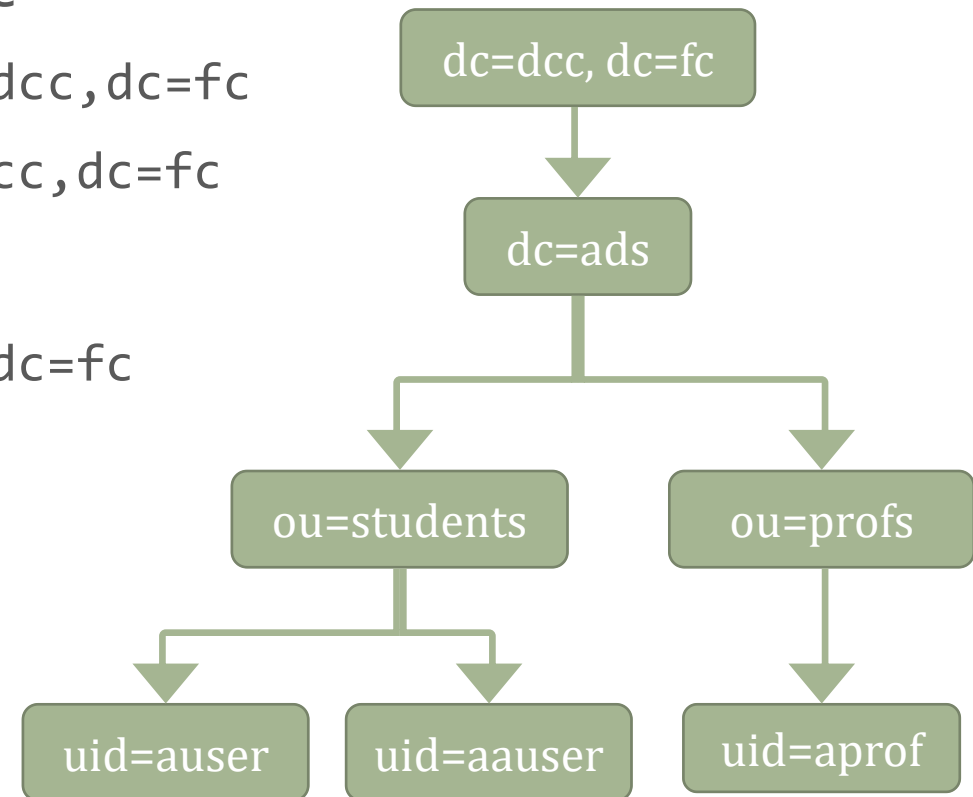 dcc,dc=fc
cc,dc=fc
dc=fc
dc=dcc, dc=fc
dc=ads
ou=students
ou=profs
uid=auser
uid=aauser
uid=aprof